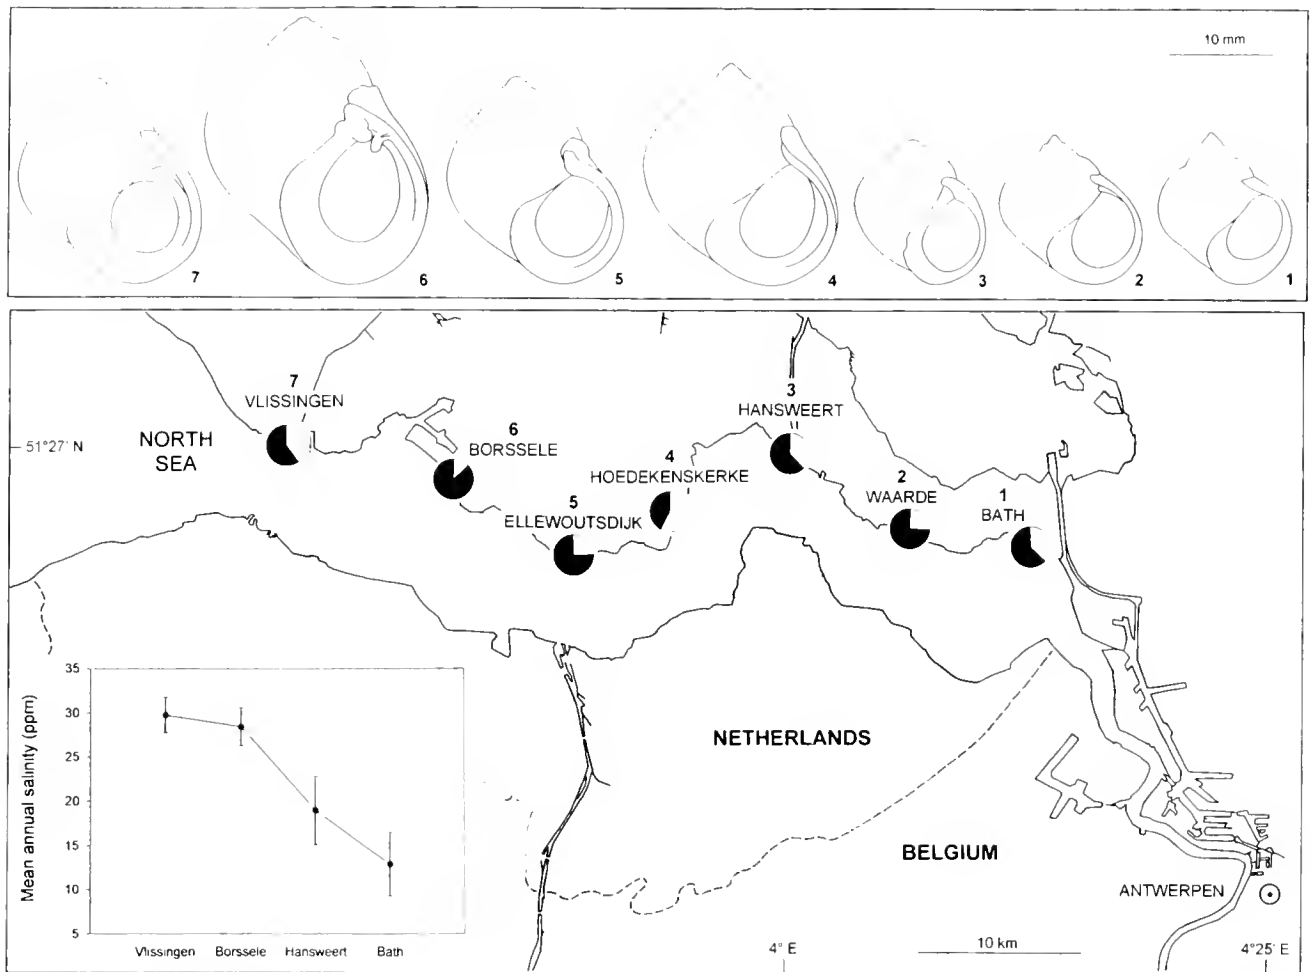 10 mm
7
6
5
4
3
2
1
7
VLISSINGEN
NORTH
SEA
51°27' N
6
BORSSELE
5
ELLEWOUTSDIJK
4
HOEDEKENSKERKE
3
HANSWEERT
2
WAARDE
1
BATH
NETHERLANDS
BELGIUM
ANTWERPEN
Mean annual salinity (ppm)
35
30
25
20
15
10
5
Vlissingen
Borssele
Hansweert
Bath
4° E
10 km
4°25' E